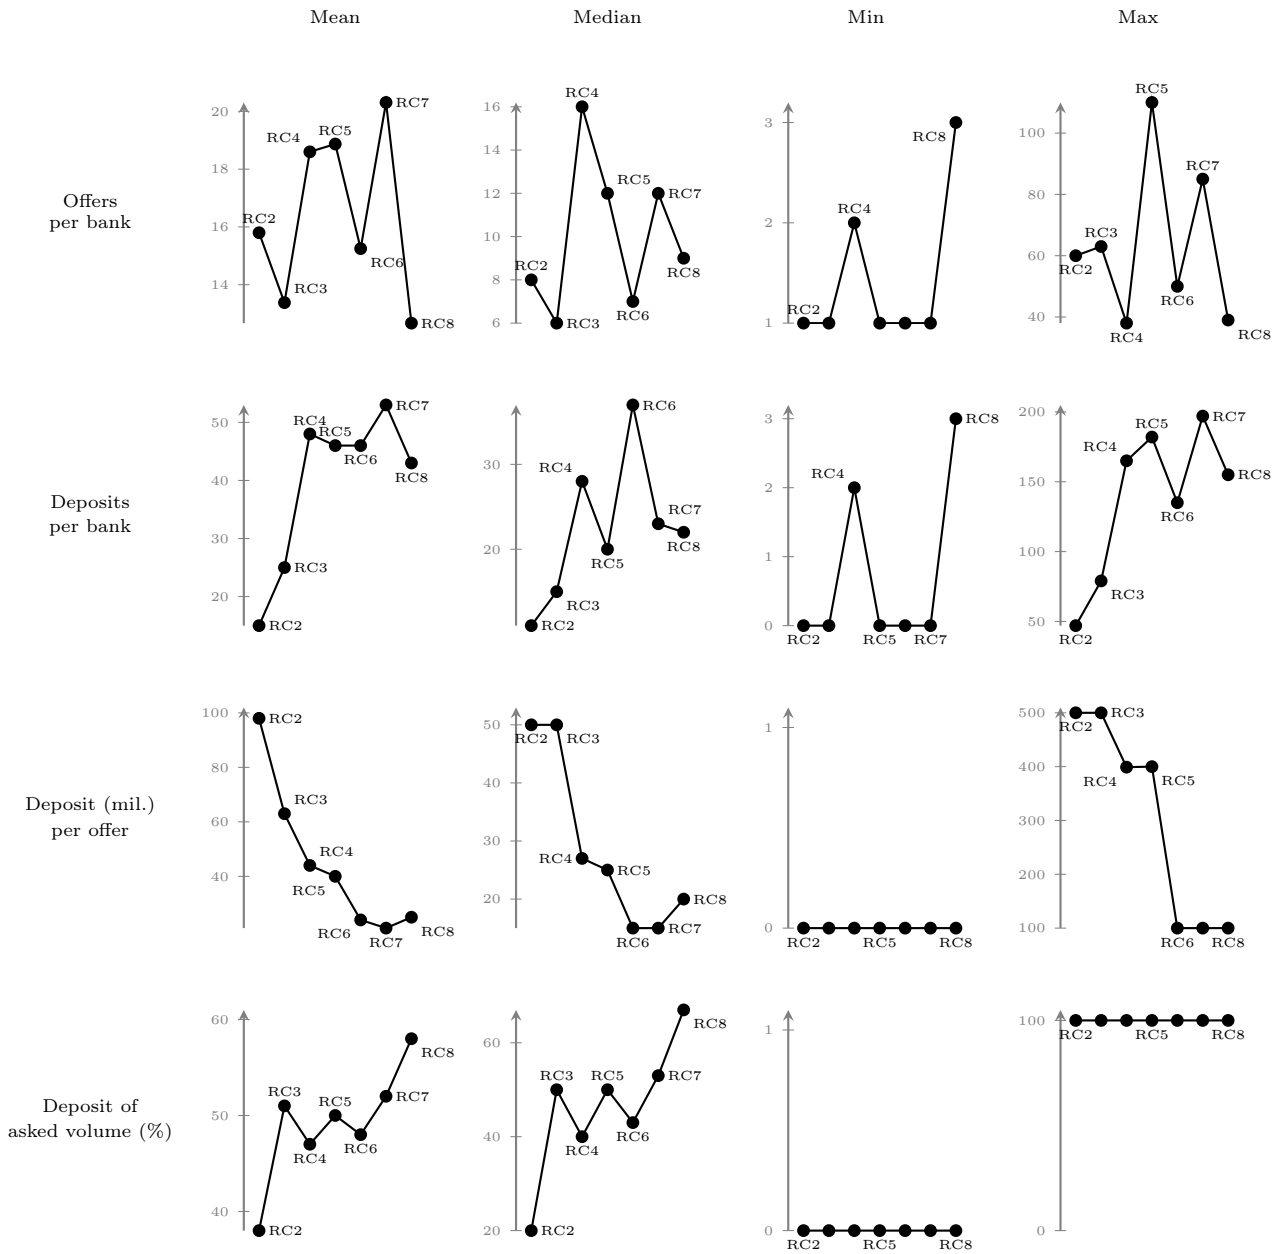 Mean Median Min Max
Offers
per bank
20
18
16
14
RC2
RC3
RC4
RC5
RC6
RC7
RC8
16
14
12
10
8
6
RC2
RC3
RC4
RC5
RC6
RC7
RC8
3
2
1
RC2
RC4
RC8
100
80
60
40
RC2
RC3
RC4
RC5
RC6
RC7
RC8
Deposits
per bank
50
40
30
20
RC2
RC3
RC4
RC5
RC6
RC7
RC8
30
20
RC2
RC3
RC4
RC5
RC6
RC7
RC8
3
2
1
0
RC2
RC4
RC5
RC7
RC8
200
150
100
50
RC2
RC3
RC4
RC5
RC6
RC7
RC8
Deposit (mil.)
per offer
100
80
60
40
RC2
RC3
RC4
RC5
RC6
RC7
RC8
50
40
30
20
RC2
RC3
RC4
RC5
RC6
RC7
RC8
1
0
RC2
RC5
RC8
500
400
300
200
100
RC2
RC3
RC4
RC5
RC6
RC8
Deposit of
asked volume (%)
60
50
40
RC2
RC3
RC4
RC5
RC6
RC7
RC8
60
40
20
RC2
RC3
RC4
RC5
RC6
RC7
RC8
1
0
RC2
RC5
RC8
100
0
RC2
RC5
RC8